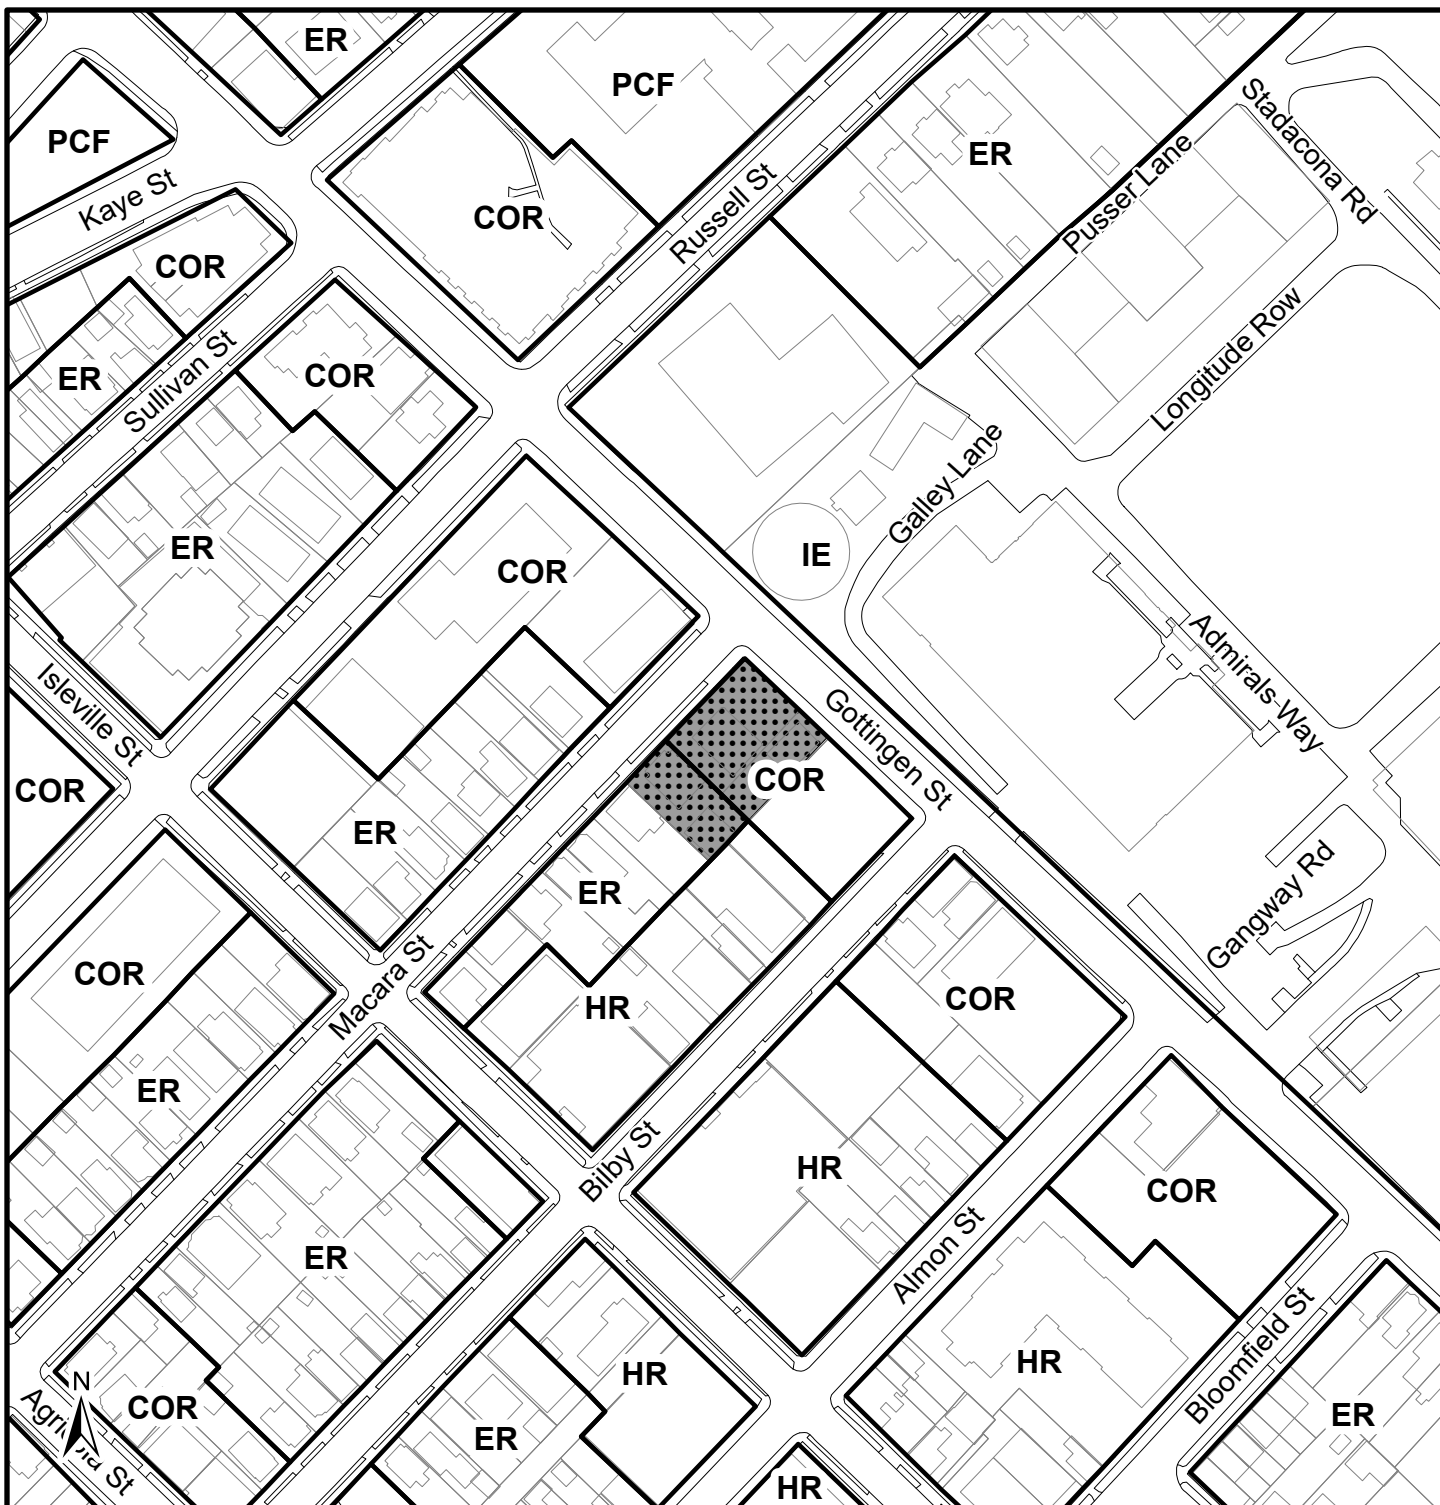 ER
PCF
PCF
Stadacona Rd
ER
Pusser Lane
Kaye St
COR
Russell St
COR
Longitude Row
Sullivan St
ER
COR
Galley Lane
ER
COR
IE
Isleville St
Admirals Way
Gottingen St
COR
COR
ER
ER
Gangway Rd
COR
Macara St
HR
COR
ER
Bilby St
HR
COR
ER
Almon St
Bloomfield St
HR
HR
N
COR
ER
ER
HR